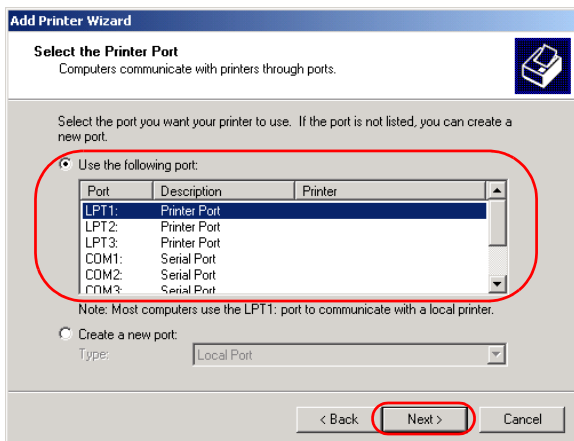 Add Printer Wizard
Select the Printer Port
Computers communicate with printers through ports.
Select the port you want your printer to use. If the port is not listed, you can create a
new port.
Use the following port:
Port Description Printer
LPT1: Printer Port
LPT2: Printer Port
LPT3: Printer Port
COM1: Serial Port
COM2: Serial Port
COM3: Serial Port
Note: Most computers use the LPT1: port to communicate with a local printer.
Create a new port:
Type: Local Port
< Back Next > Cancel